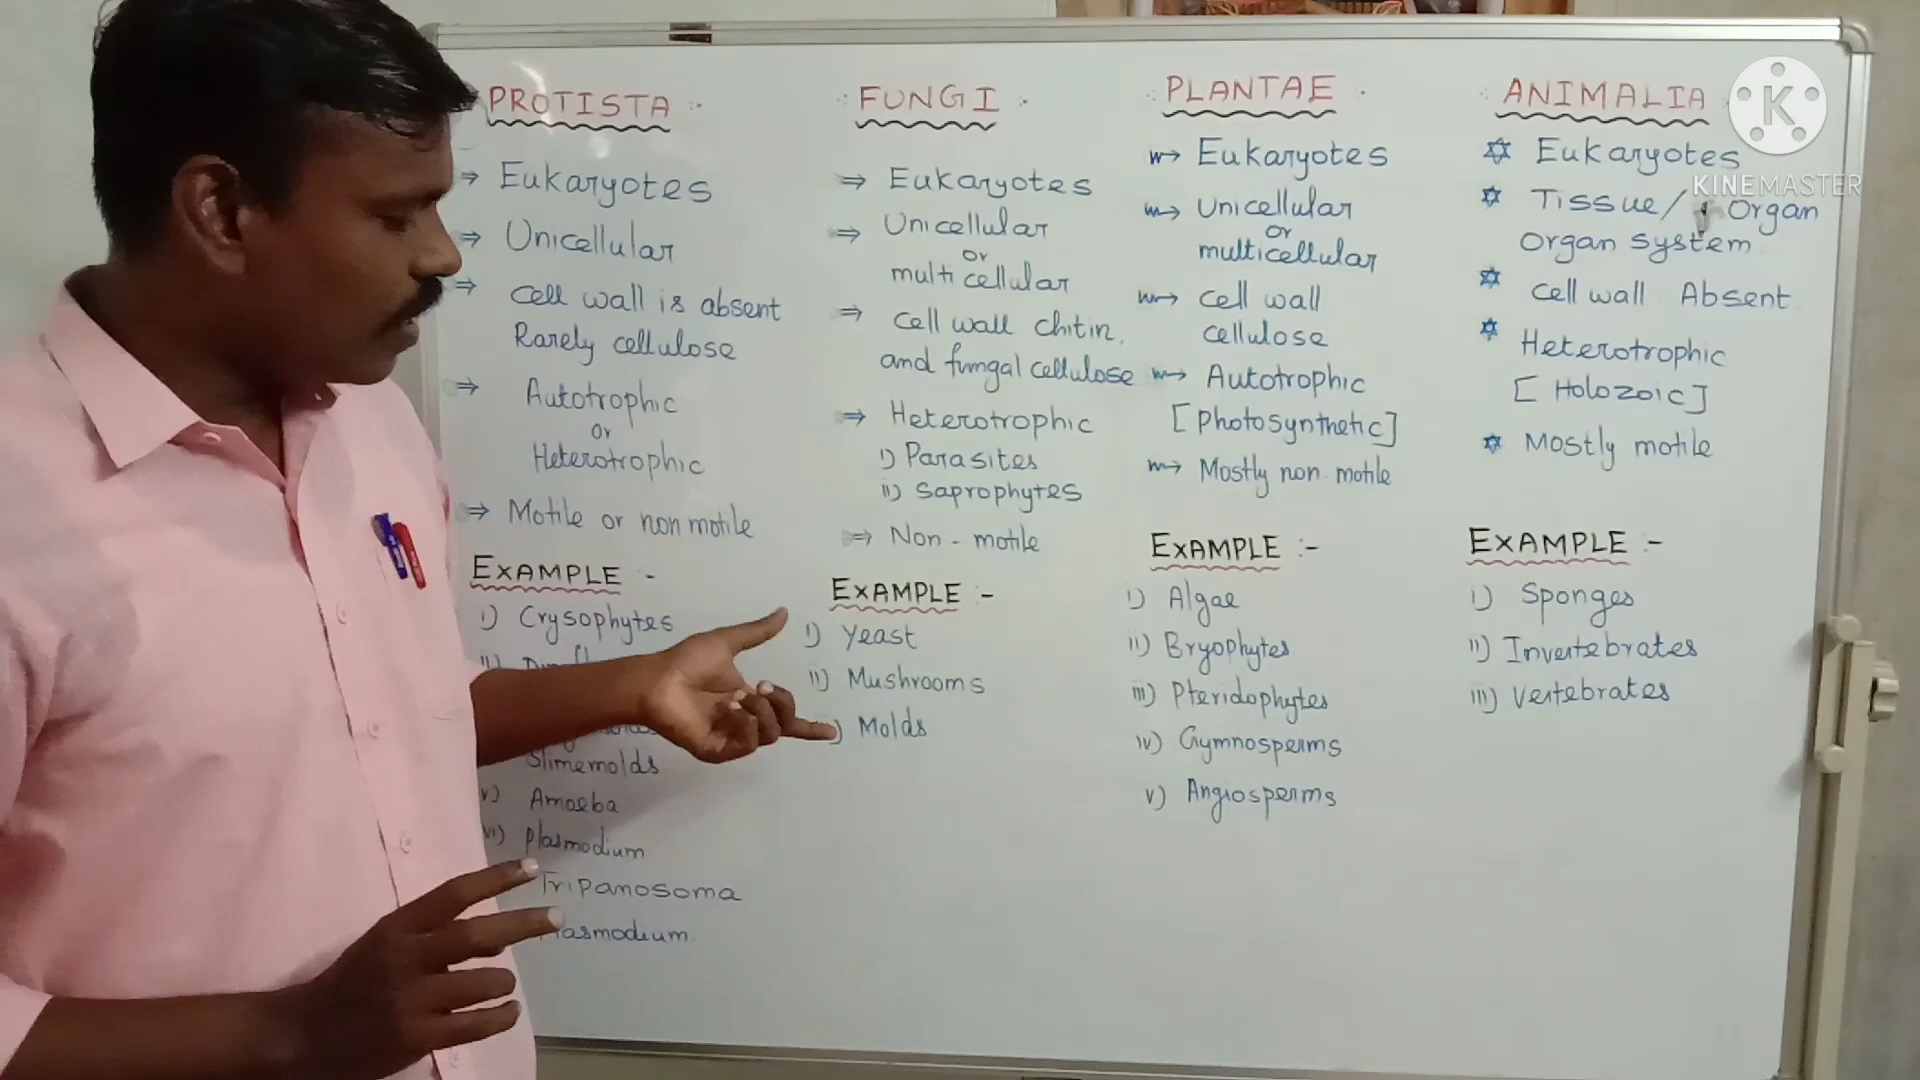 PROTISTA :-
⇒ Eukaryotes
⇒ Unicellular
⇒ Cell wall is absent
Rarely cellulose
⇒ Autotrophic
or
Heterotrophic
⇒ Motile or non motile
EXAMPLE -
i) Crysophytes
Slimemolds
v) Amoeba
vi) Plasmodium
Tripanosoma
FUNGI :-
⇒ Eukaryotes
⇒ Unicellular
or
multi cellular
⇒ Cell wall chitin,
and fungal cellulose
⇒ Heterotrophic
i) Parasites
ii) Saprophytes
⇒ Non - motile
EXAMPLE :-
i) Yeast
ii) Mushrooms
) Molds
PLANTAE :-
Eukaryotes
Unicellular
or
multicellular
cell wall
cellulose
Autotrophic
[Photosynthetic]
Mostly non motile
EXAMPLE :-
i) Algae
ii) Bryophytes
iii) Pteridophytes
iv) Gymnosperms
v) Angiosperms
ANIMALIA
Eukaryotes
Tissue/ Organ
Organ system
Cell wall Absent
Heterotrophic
[Holozoic]
Mostly motile
EXAMPLE :-
i) Sponges
ii) Invertebrates
iii) Vertebrates
K
KINEMASTER